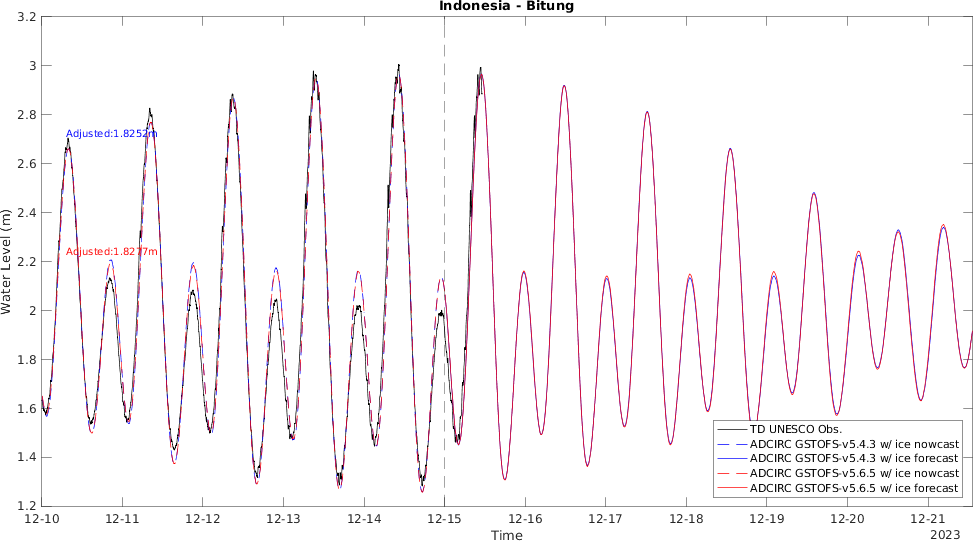 Indonesia - Bitung
3.2
3
2.8
2.6
2.4
2.2
2
1.8
1.6
1.4
1.2
Water Level (m)
Adjusted:1.8252m
Adjusted:1.8277m
TD UNESCO Obs.
ADCIRC GSTOFS-v5.4.3 w/ ice nowcast
ADCIRC GSTOFS-v5.4.3 w/ ice forecast
ADCIRC GSTOFS-v5.6.5 w/ ice nowcast
ADCIRC GSTOFS-v5.6.5 w/ ice forecast
12-10 12-11 12-12 12-13 12-14 12-15 12-16 12-17 12-18 12-19 12-20 12-21
Time
2023